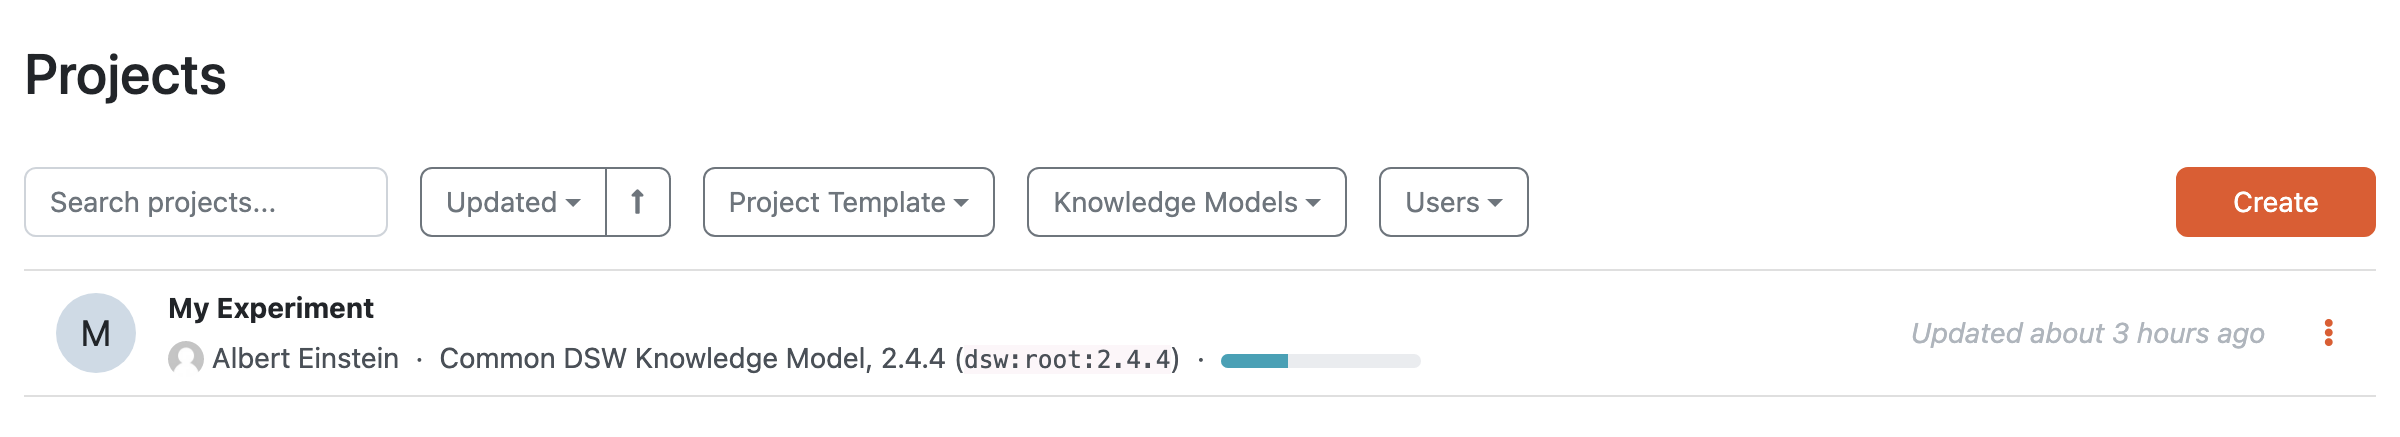 Projects
Search projects... Updated ↑ Project Template Knowledge Models Users Create
M
My Experiment
Albert Einstein · Common DSW Knowledge Model, 2.4.4 (dsw:root:2.4.4) ·
Updated about 3 hours ago